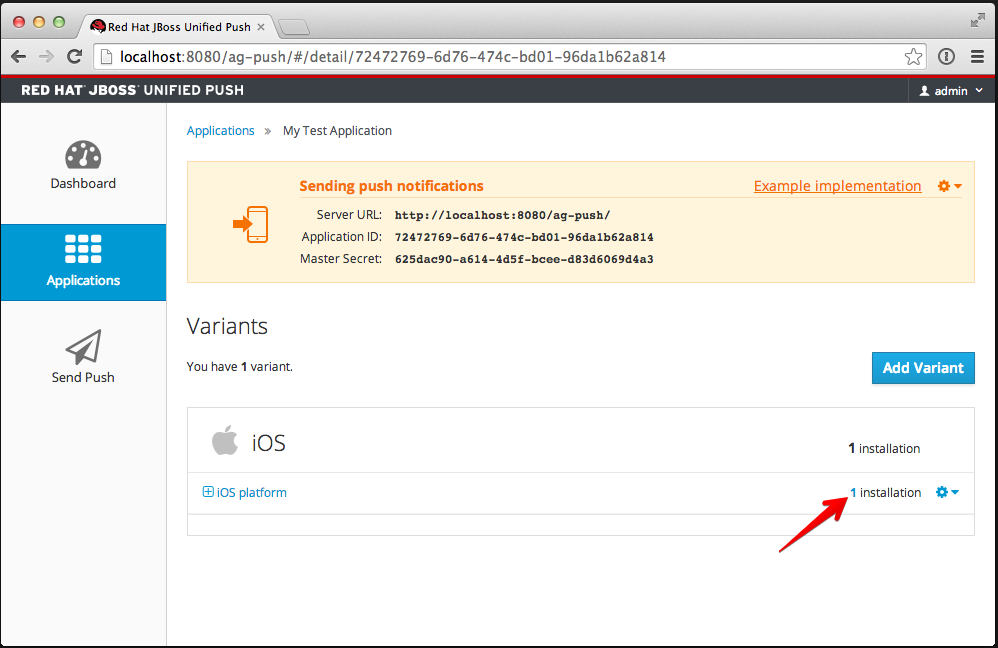 Red Hat JBoss Unified Push
localhost:8080/ag-push/#/detail/72472769-6d76-474c-bd01-96da1b62a814
RED HAT® JBOSS® UNIFIED PUSH
admin
Dashboard
Applications
Send Push
Applications » My Test Application
Sending push notifications
Example implementation
Server URL: http://localhost:8080/ag-push/
Application ID: 72472769-6d76-474c-bd01-96da1b62a814
Master Secret: 625dac90-a614-4d5f-bcee-d83d6069d4a3
Variants
You have 1 variant.
Add Variant
iOS
1 installation
iOS platform
1 installation